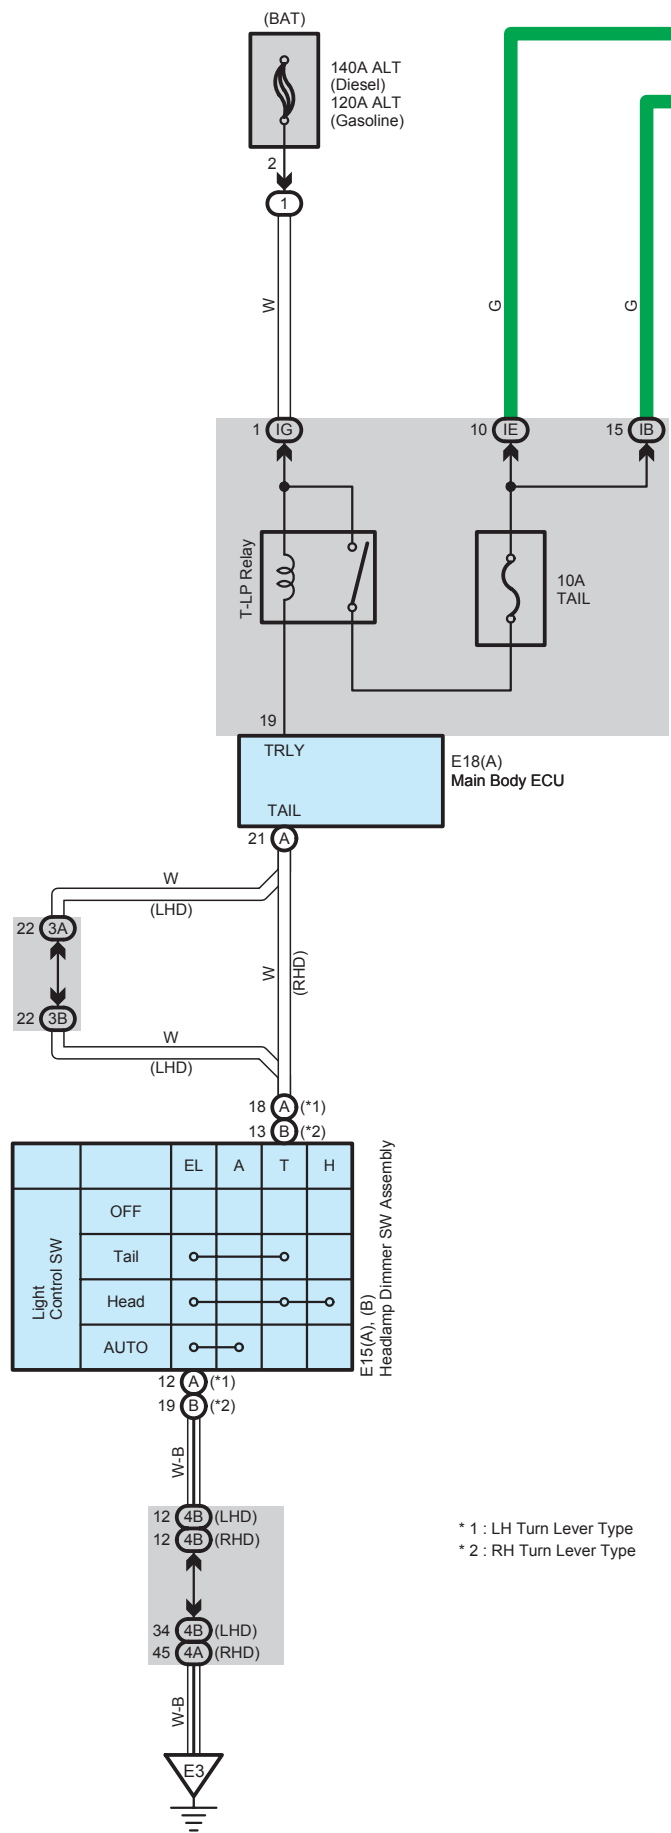 (BAT)
140A ALT
(Diesel)
120A ALT
(Gasoline)
2
1
W
G
G
1 IG
10 IE
15 IB
T-LP Relay
10A
TAIL
19
TRLY
E18(A)
Main Body ECU
TAIL
21 A
W
(LHD)
22 3A
W
(RHD)
22 3B
W
(LHD)
18 A (*1)
13 B (*2)
EL A T H
Light
Control SW
OFF
Tail
Head
AUTO
E15(A), (B)
Headlamp Dimmer SW Assembly
12 A (*1)
19 B (*2)
W-B
12 4B (LHD)
12 4B (RHD)
* 1 : LH Turn Lever Type
* 2 : RH Turn Lever Type
34 4B (LHD)
45 4A (RHD)
W-B
E3